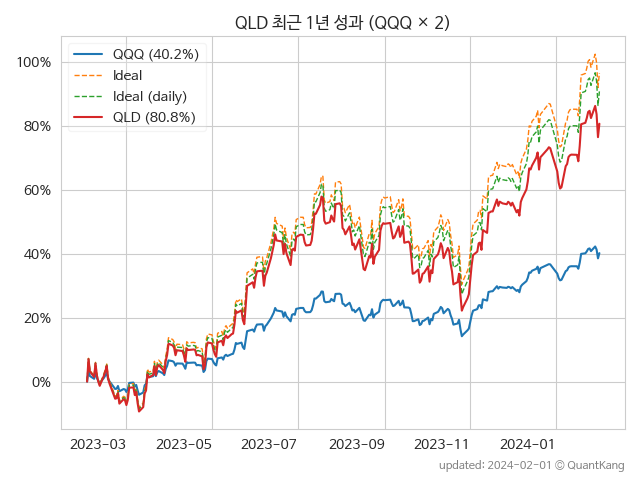 QLD 최근 1년 성과 (QQQ × 2)
QQQ (40.2%)
Ideal
Ideal (daily)
QLD (80.8%)
100%
80%
60%
40%
20%
0%
2023-03 2023-05 2023-07 2023-09 2023-11 2024-01
updated: 2024-02-01 © QuantKang